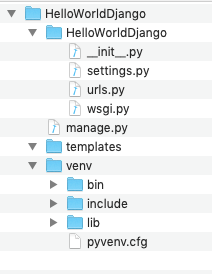 HelloWorldDjango
HelloWorldDjango
__init__.py
settings.py
urls.py
wsgi.py
manage.py
templates
venv
bin
include
lib
pyvenv.cfg